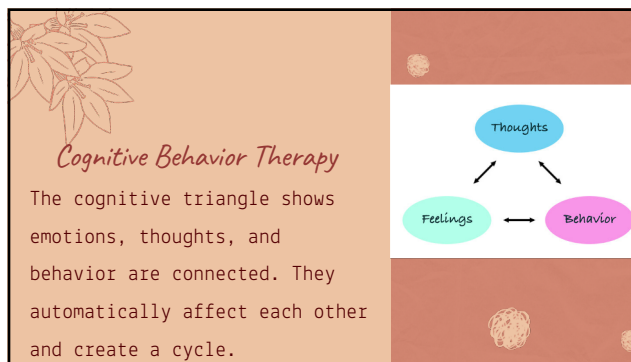 Cognitive Behavior Therapy
The cognitive triangle shows
emotions, thoughts, and
behavior are connected. They
automatically affect each other
and create a cycle.
Thoughts
Feelings
Behavior